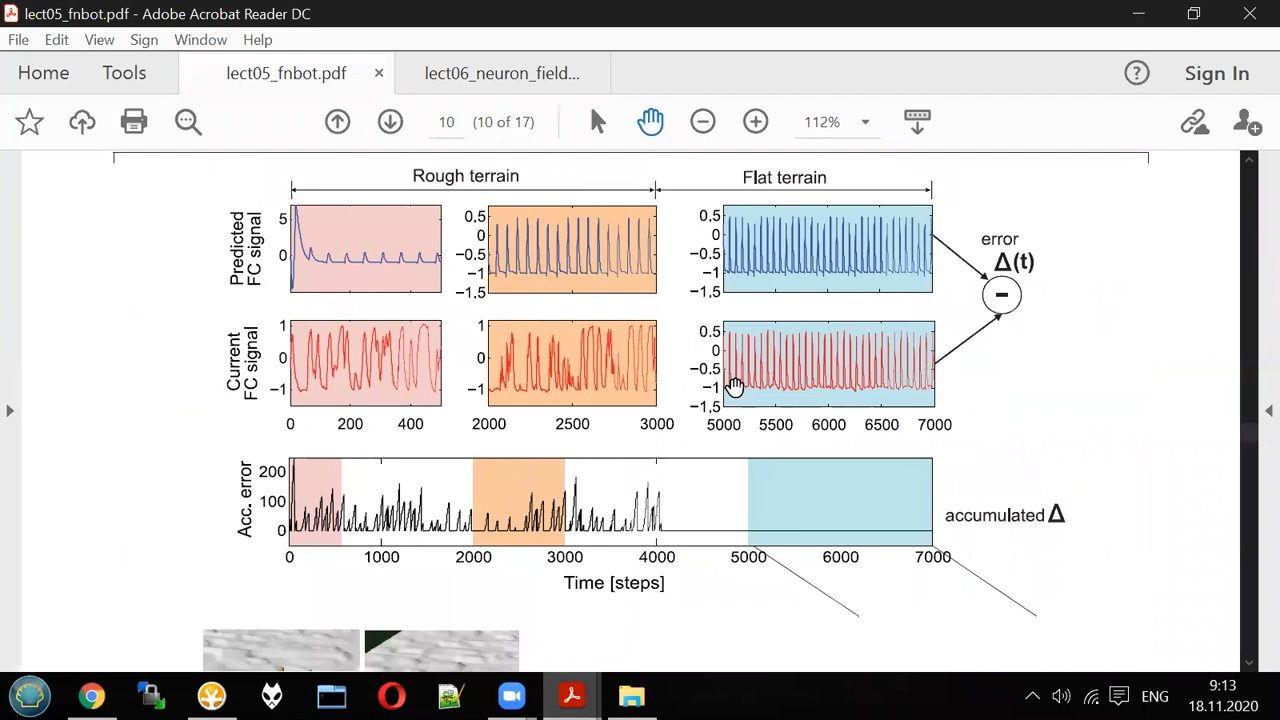 lect05_fnbot.pdf - Adobe Acrobat Reader DC
File Edit View Sign Window Help
Home Tools lect05_fnbot.pdf × lect06_neuron_field... ? Sign In
10 (10 of 17) 112%
Rough terrain Flat terrain
Predicted FC signal
5
0
0.5
0
−0.5
−1
−1.5
0.5
0
−0.5
−1
−1.5
error
Δ(t)
-
Current FC signal
1
0
−1
1
0
−1
0.5
0
−0.5
−1
−1.5
0 200 400 2000 2500 3000 5000 5500 6000 6500 7000
Acc. error
200
100
0
accumulated Δ
0 1000 2000 3000 4000 5000 6000 7000
Time [steps]
ENG
9:13
18.11.2020